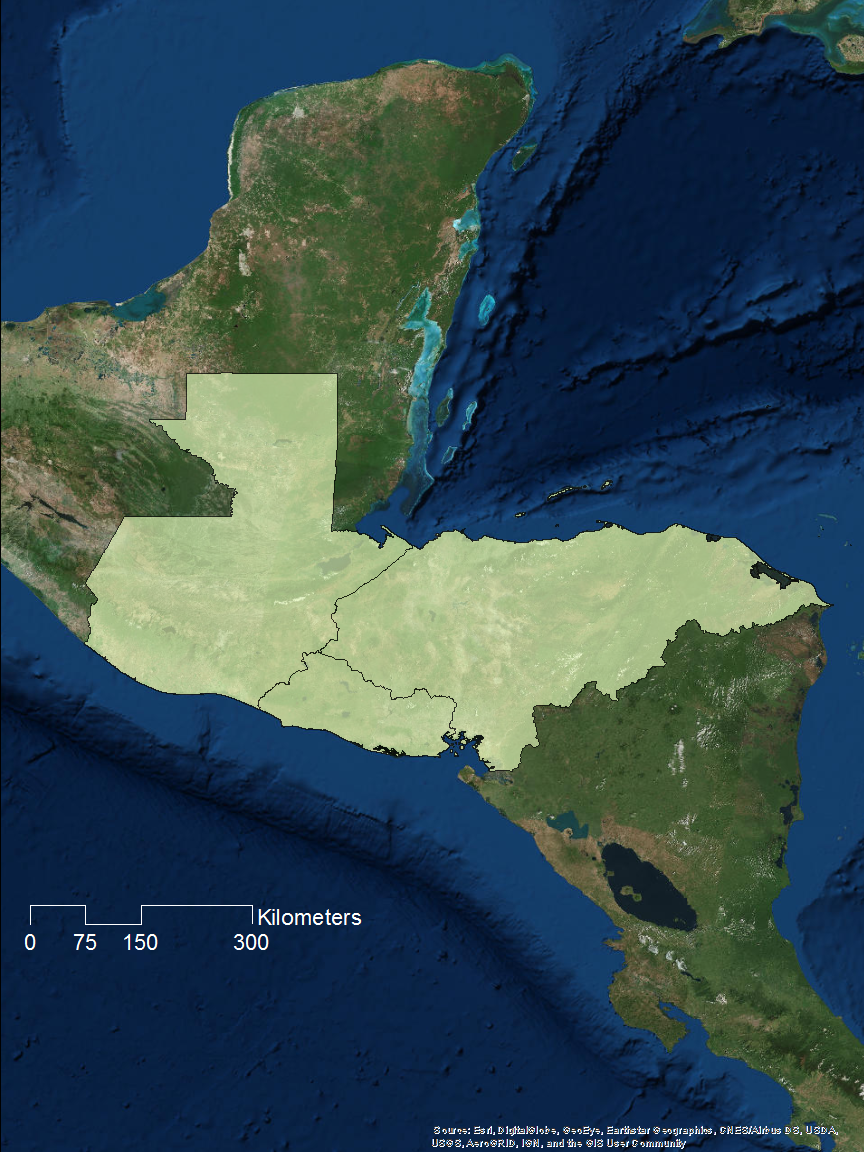 Kilometers
0 75 150 300
Source: Esri, DigitalGlobe, GeoEye, Earthstar Geographics, CNES/Airbus DS, USDA,
USGS, AeroGRID, IGN, and the GIS User Community